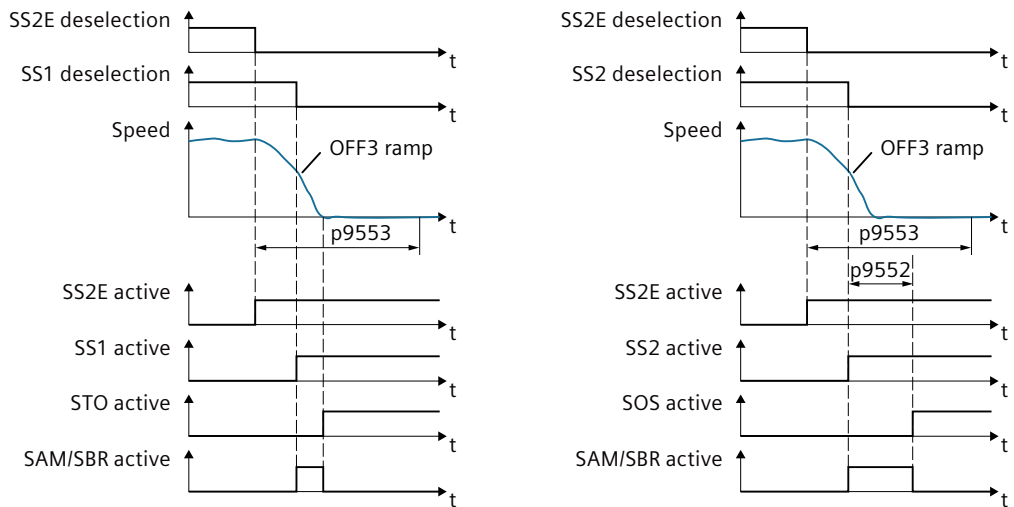 SS2E deselection
t
SS1 deselection
t
Speed
OFF3 ramp
t
p9553
SS2E active
t
SS1 active
t
STO active
t
SAM/SBR active
t
SS2E deselection
t
SS2 deselection
t
Speed
OFF3 ramp
t
p9553
p9552
SS2E active
t
SS2 active
t
SOS active
t
SAM/SBR active
t